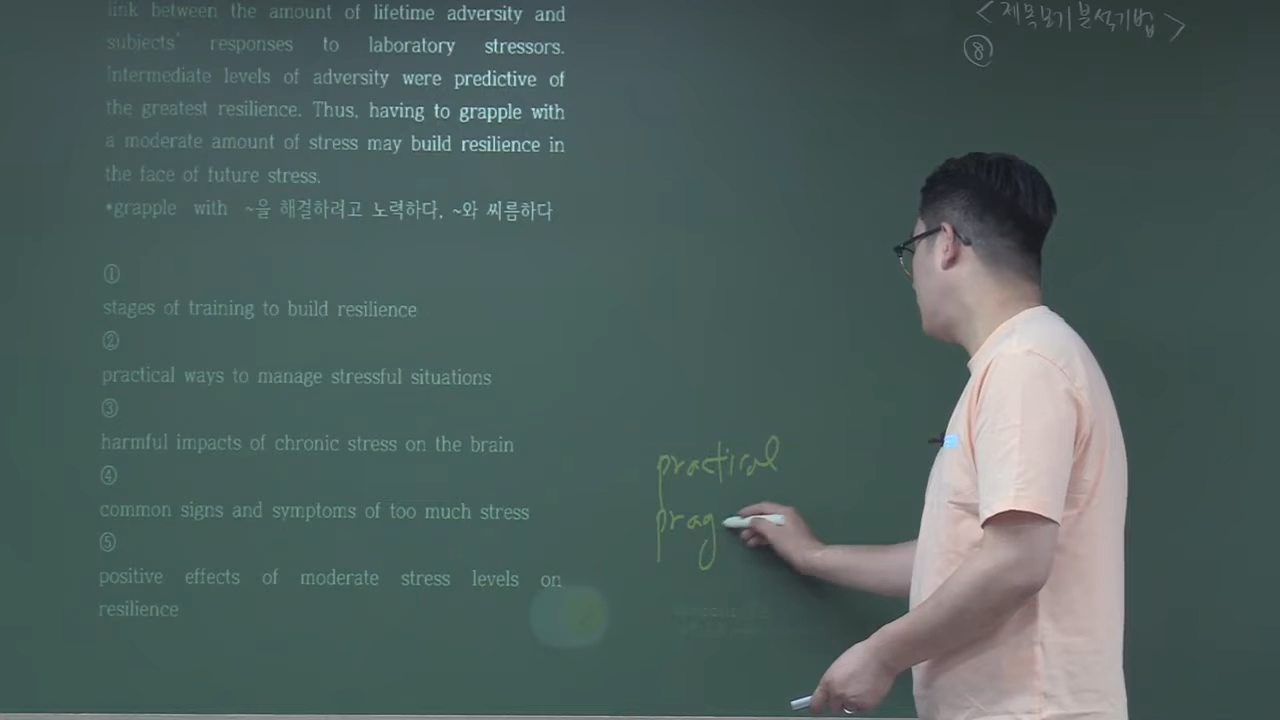 link between the amount of lifetime adversity and
subjects' responses to laboratory stressors.
Intermediate levels of adversity were predictive of
the greatest resilience. Thus, having to grapple with
a moderate amount of stress may build resilience in
the face of future stress.
*grapple with ~을 해결하려고 노력하다, ~와 씨름하다
①
stages of training to build resilience
②
practical ways to manage stressful situations
③
harmful impacts of chronic stress on the brain
④
common signs and symptoms of too much stress
⑤
positive effects of moderate stress levels on
resilience
<제목보기분석기법>
⑧
practical
prag